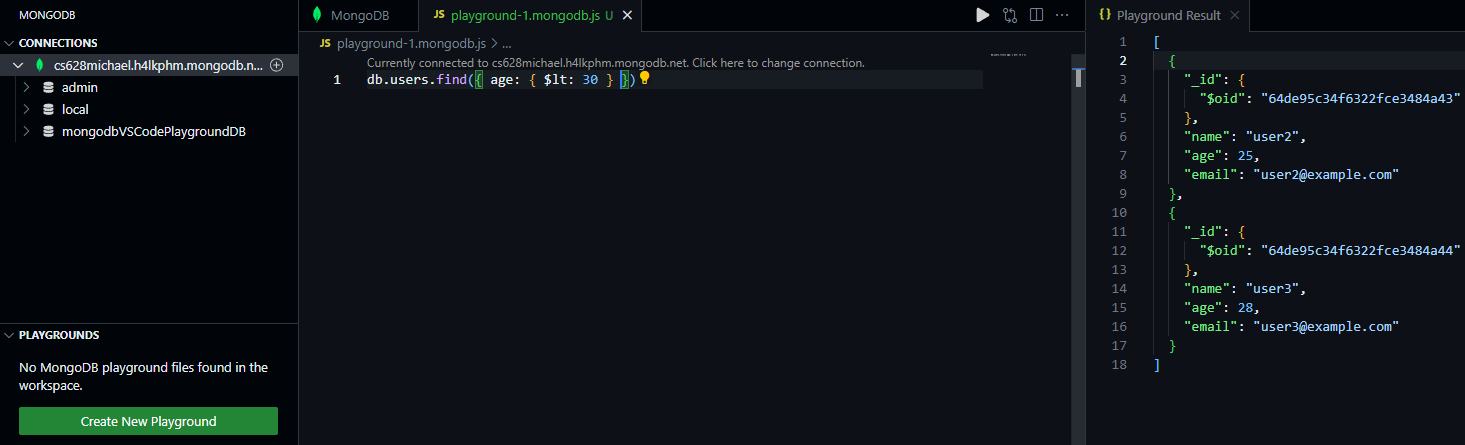 MONGODB
CONNECTIONS
cs628michael.h4lkphm.mongodb.n...
admin
local
mongodbVSCodePlaygroundDB
PLAYGROUNDS
No MongoDB playground files found in the
workspace.
Create New Playground
MongoDB
JS playground-1.mongodb.js U
JS playground-1.mongodb.js > ...
Currently connected to cs628michael.h4lkphm.mongodb.net. Click here to change connection.
1 db.users.find({ age: { $lt: 30 } })
{} Playground Result
1 [
2 {
3 "_id": {
4 "$oid": "64de95c34f6322fce3484a43"
5 },
6 "name": "user2",
7 "age": 25,
8 "email": "user2@example.com"
9 },
10 {
11 "_id": {
12 "$oid": "64de95c34f6322fce3484a44"
13 },
14 "name": "user3",
15 "age": 28,
16 "email": "user3@example.com"
17 }
18 ]